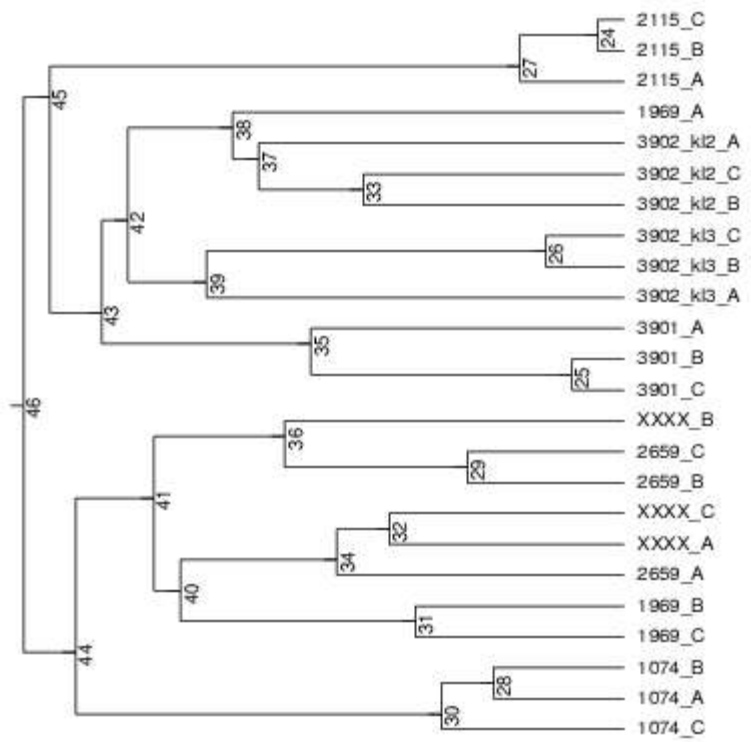 2115_C
24
2115_B
27
2115_A
45
1969_A
38
3902_kl2_A
37
3902_kl2_C
33
3902_kl2_B
42
3902_kl3_C
26
3902_kl3_B
39
3902_kl3_A
43
3901_A
35
3901_B
25
3901_C
46
XXXX_B
36
2659_C
29
2659_B
41
XXXX_C
32
XXXX_A
34
2659_A
40
1969_B
31
1969_C
44
1074_B
28
1074_A
30
1074_C